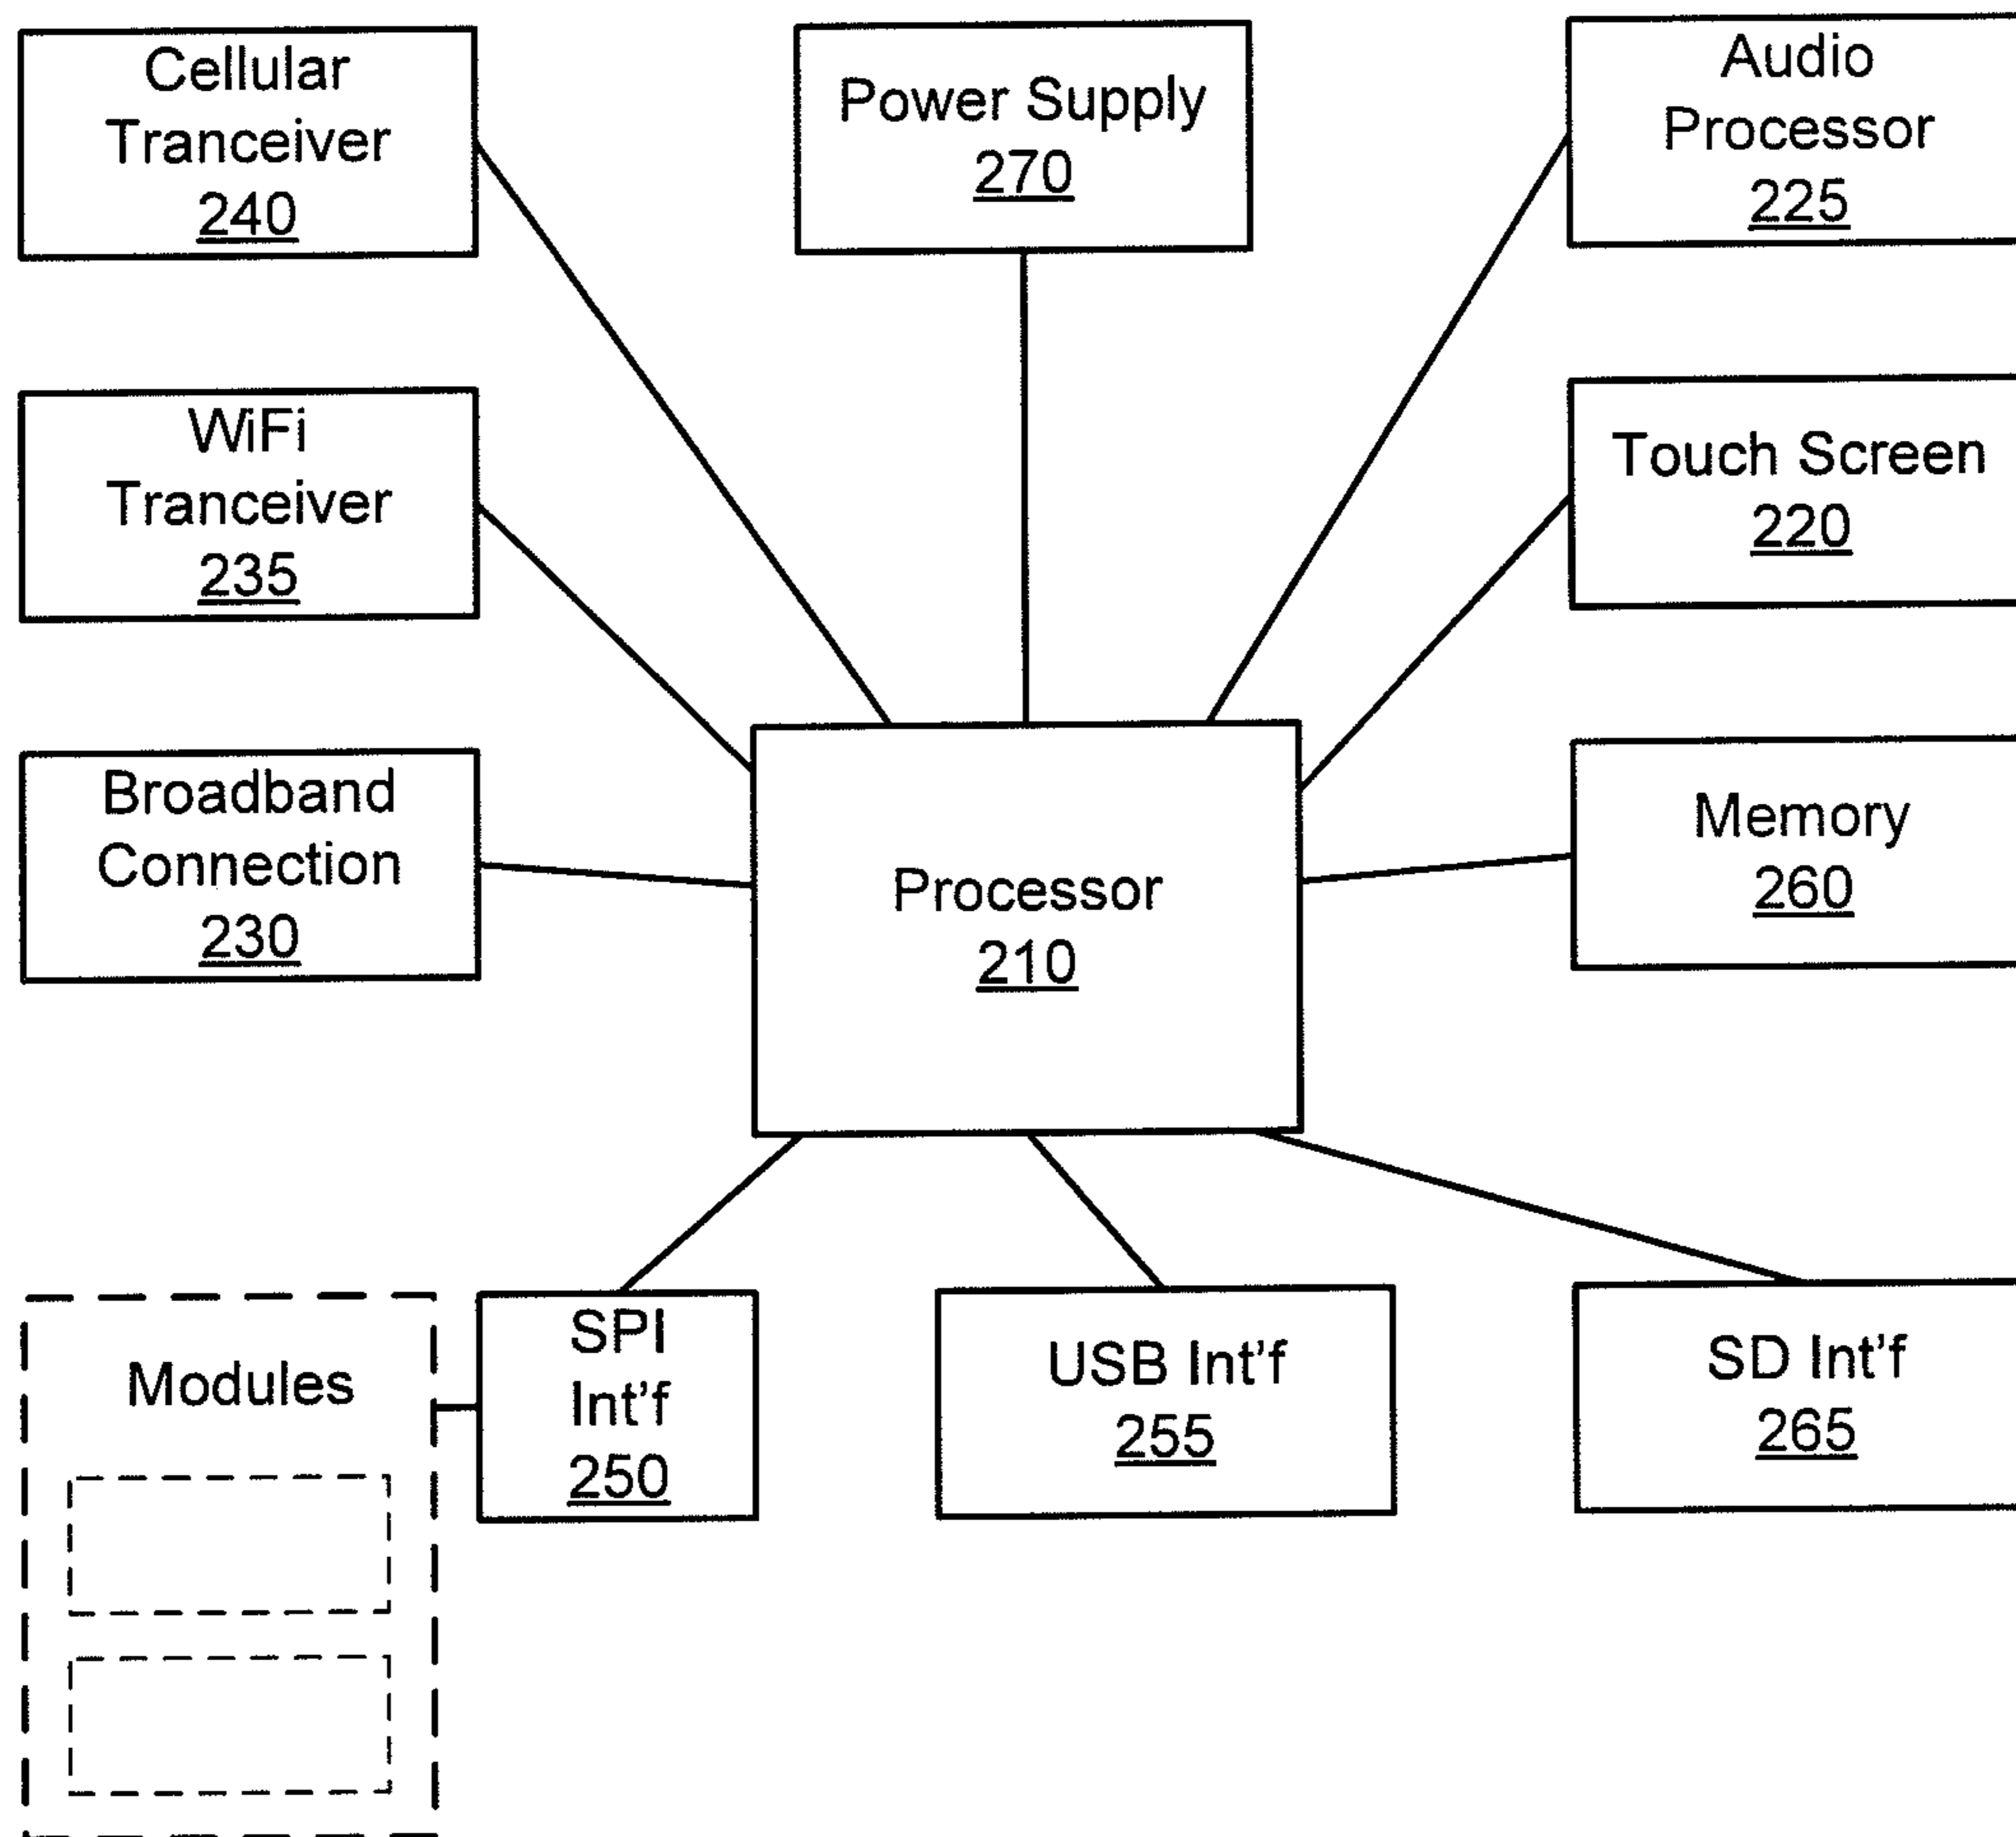 Cellular
Tranceiver
240
Power Supply
270
Audio
Processor
225
WiFi
Tranceiver
235
Touch Screen
220
Broadband
Connection
230
Processor
210
Memory
260
Modules
SPI
Int'f
250
USB Int'f
255
SD Int'f
265